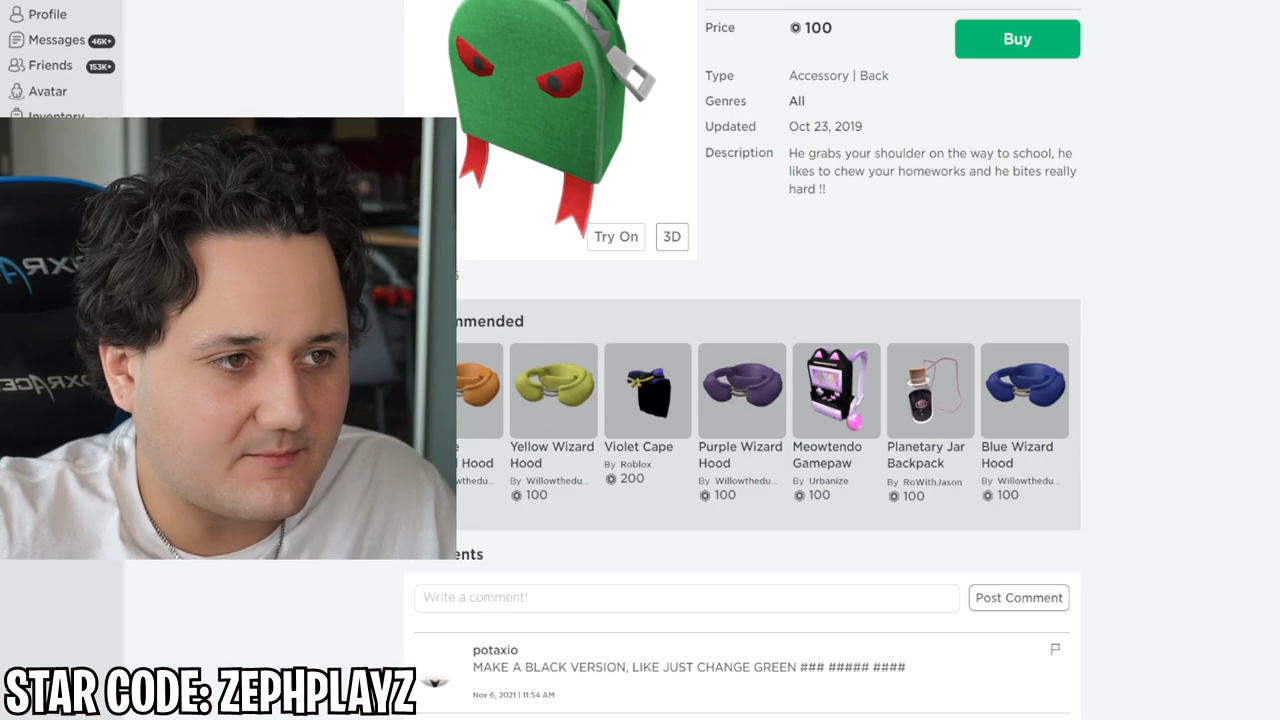 Profile
Messages 46K+
Friends 153K+
Avatar
Inventory
Price 100
Buy
Type Accessory | Back
Genres All
Updated Oct 23, 2019
Description He grabs your shoulder on the way to school, he
likes to chew your homeworks and he bites really
hard !!
Try On 3D
Hood
By Willowthedu...
100
Yellow Wizard
Hood
By Willowthedu...
100
Violet Cape
By Roblox
200
Purple Wizard
Hood
By Willowthedu...
100
Meowtendo
Gamepaw
By Urbanize
100
Planetary Jar
Backpack
By RoWithJason
100
Blue Wizard
Hood
By Willowthedu...
100
Write a comment!
Post Comment
potaxio
MAKE A BLACK VERSION, LIKE JUST CHANGE GREEN ### ##### ####
Nov 6, 2021 | 11:54 AM
STAR CODE: ZEPHPLAYZ